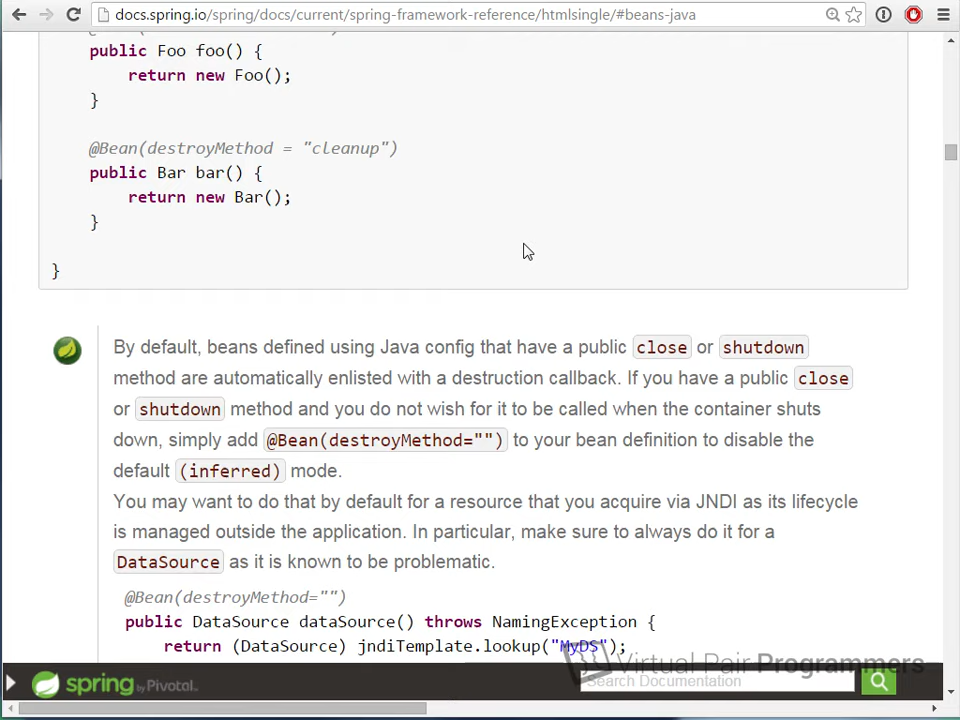 docs.spring.io/spring/docs/current/spring-framework-reference/htmlsingle/#beans-java
public Foo foo() {
return new Foo();
}
@Bean(destroyMethod = "cleanup")
public Bar bar() {
return new Bar();
}
}
By default, beans defined using Java config that have a public close or shutdown
method are automatically enlisted with a destruction callback. If you have a public close
or shutdown method and you do not wish for it to be called when the container shuts
down, simply add @Bean(destroyMethod="") to your bean definition to disable the
default (inferred) mode.
You may want to do that by default for a resource that you acquire via JNDI as its lifecycle
is managed outside the application. In particular, make sure to always do it for a
DataSource as it is known to be problematic.
@Bean(destroyMethod="")
public DataSource dataSource() throws NamingException {
return (DataSource) jndiTemplate.lookup("MyDS");
Virtual Pair Programmers
spring by Pivotal.
Search Documentation